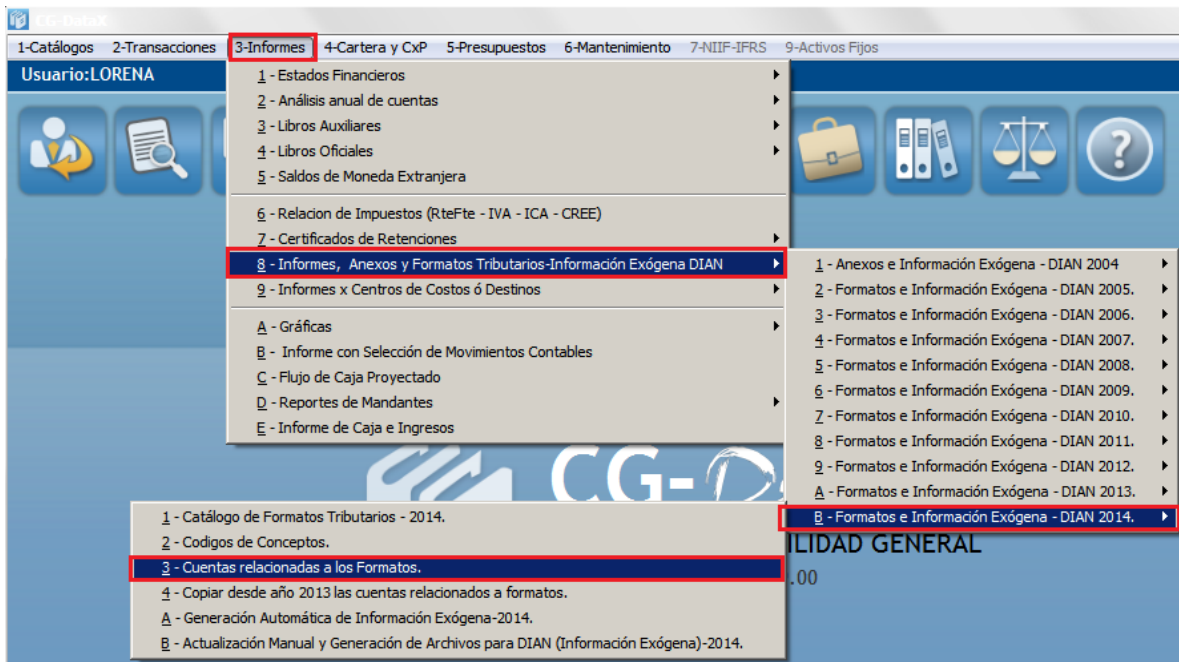 CG-DataX
1-Catálogos 2-Transacciones 3-Informes 4-Cartera y CxP 5-Presupuestos 6-Mantenimiento 7-NIIF-IFRS 9-Activos Fijos
Usuario:LORENA
1 - Estados Financieros
2 - Análisis anual de cuentas
3 - Libros Auxiliares
4 - Libros Oficiales
5 - Saldos de Moneda Extranjera
6 - Relacion de Impuestos (RteFte - IVA - ICA - CREE)
7 - Certificados de Retenciones
8 - Informes, Anexos y Formatos Tributarios-Información Exógena DIAN
9 - Informes x Centros de Costos ó Destinos
A - Gráficas
B - Informe con Selección de Movimientos Contables
C - Flujo de Caja Proyectado
D - Reportes de Mandantes
E - Informe de Caja e Ingresos
1 - Anexos e Información Exógena - DIAN 2004
2 - Formatos e Información Exógena - DIAN 2005.
3 - Formatos e Información Exógena - DIAN 2006.
4 - Formatos e Información Exógena - DIAN 2007.
5 - Formatos e Información Exógena - DIAN 2008.
6 - Formatos e Información Exógena - DIAN 2009.
7 - Formatos e Información Exógena - DIAN 2010.
8 - Formatos e Información Exógena - DIAN 2011.
9 - Formatos e Información Exógena - DIAN 2012.
A - Formatos e Información Exógena - DIAN 2013.
B - Formatos e Información Exógena - DIAN 2014.
CG-D
ILIDAD GENERAL
.00
1 - Catálogo de Formatos Tributarios - 2014.
2 - Codigos de Conceptos.
3 - Cuentas relacionadas a los Formatos.
4 - Copiar desde año 2013 las cuentas relacionados a formatos.
A - Generación Automática de Información Exógena-2014.
B - Actualización Manual y Generación de Archivos para DIAN (Información Exógena)-2014.